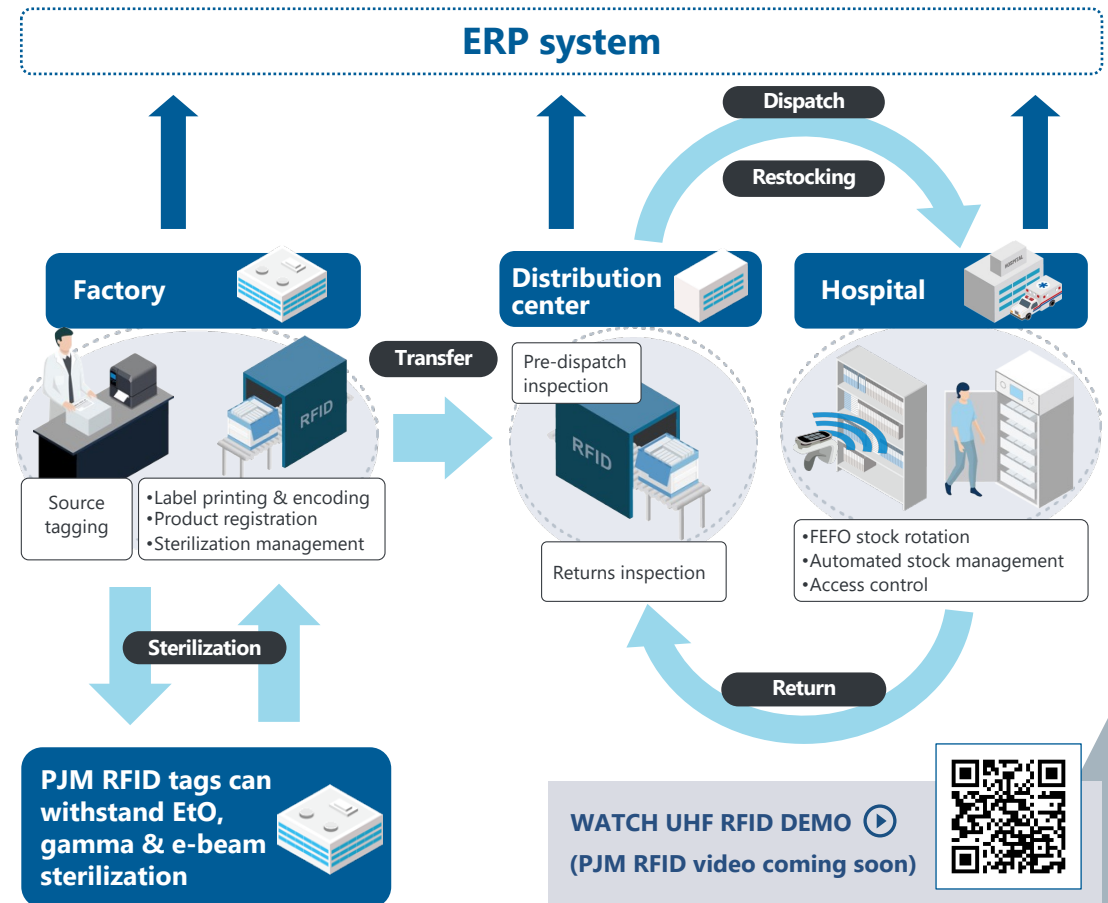 ERP system
Dispatch
Restocking
Factory
Distribution
center
Hospital
HOSPITAL
Transfer
Pre-dispatch
inspection
RFID
RFID
Source
tagging
•Label printing & encoding
•Product registration
•Sterilization management
Returns inspection
•FEFO stock rotation
•Automated stock management
•Access control
Sterilization
Return
PJM RFID tags can
withstand EtO,
gamma & e-beam
sterilization
WATCH UHF RFID DEMO
(PJM RFID video coming soon)